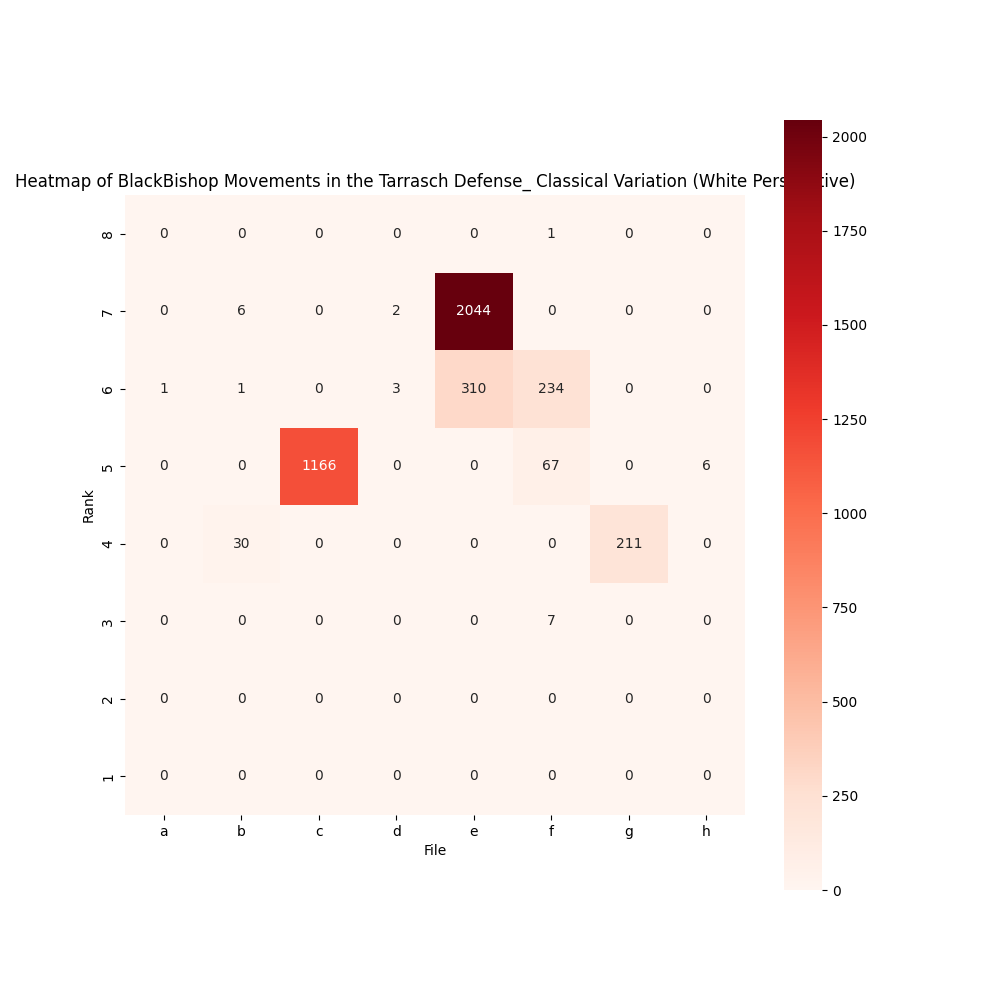 Heatmap of BlackBishop Movements in the Tarrasch Defense_ Classical Variation (White Perspective)
Rank
8 0 0 0 0 0 1 0 0
7 0 6 0 2 2044 0 0 0
6 1 1 0 3 310 234 0 0
5 0 0 1166 0 0 67 0 6
4 0 30 0 0 0 0 211 0
3 0 0 0 0 0 7 0 0
2 0 0 0 0 0 0 0 0
1 0 0 0 0 0 0 0 0
a b c d e f g h
File
2000
1750
1500
1250
1000
750
500
250
0